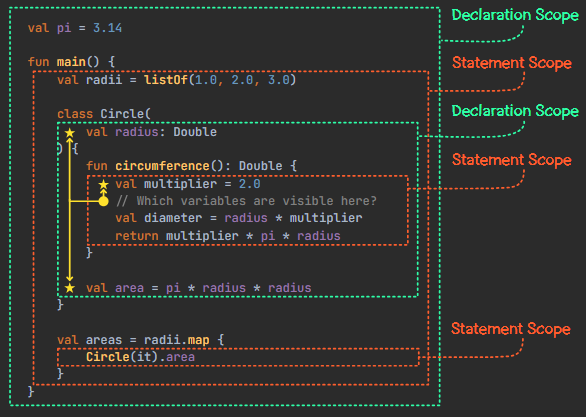 Declaration Scope
val pi = 3.14
fun main() {
Statement Scope
val radii = listOf(1.0, 2.0, 3.0)
class Circle(
Declaration Scope
val radius: Double
) {
fun circumference(): Double {
Statement Scope
val multiplier = 2.0
// Which variables are visible here?
val diameter = radius * multiplier
return multiplier * pi * radius
}
val area = pi * radius * radius
}
Statement Scope
val areas = radii.map {
Circle(it).area
}
}